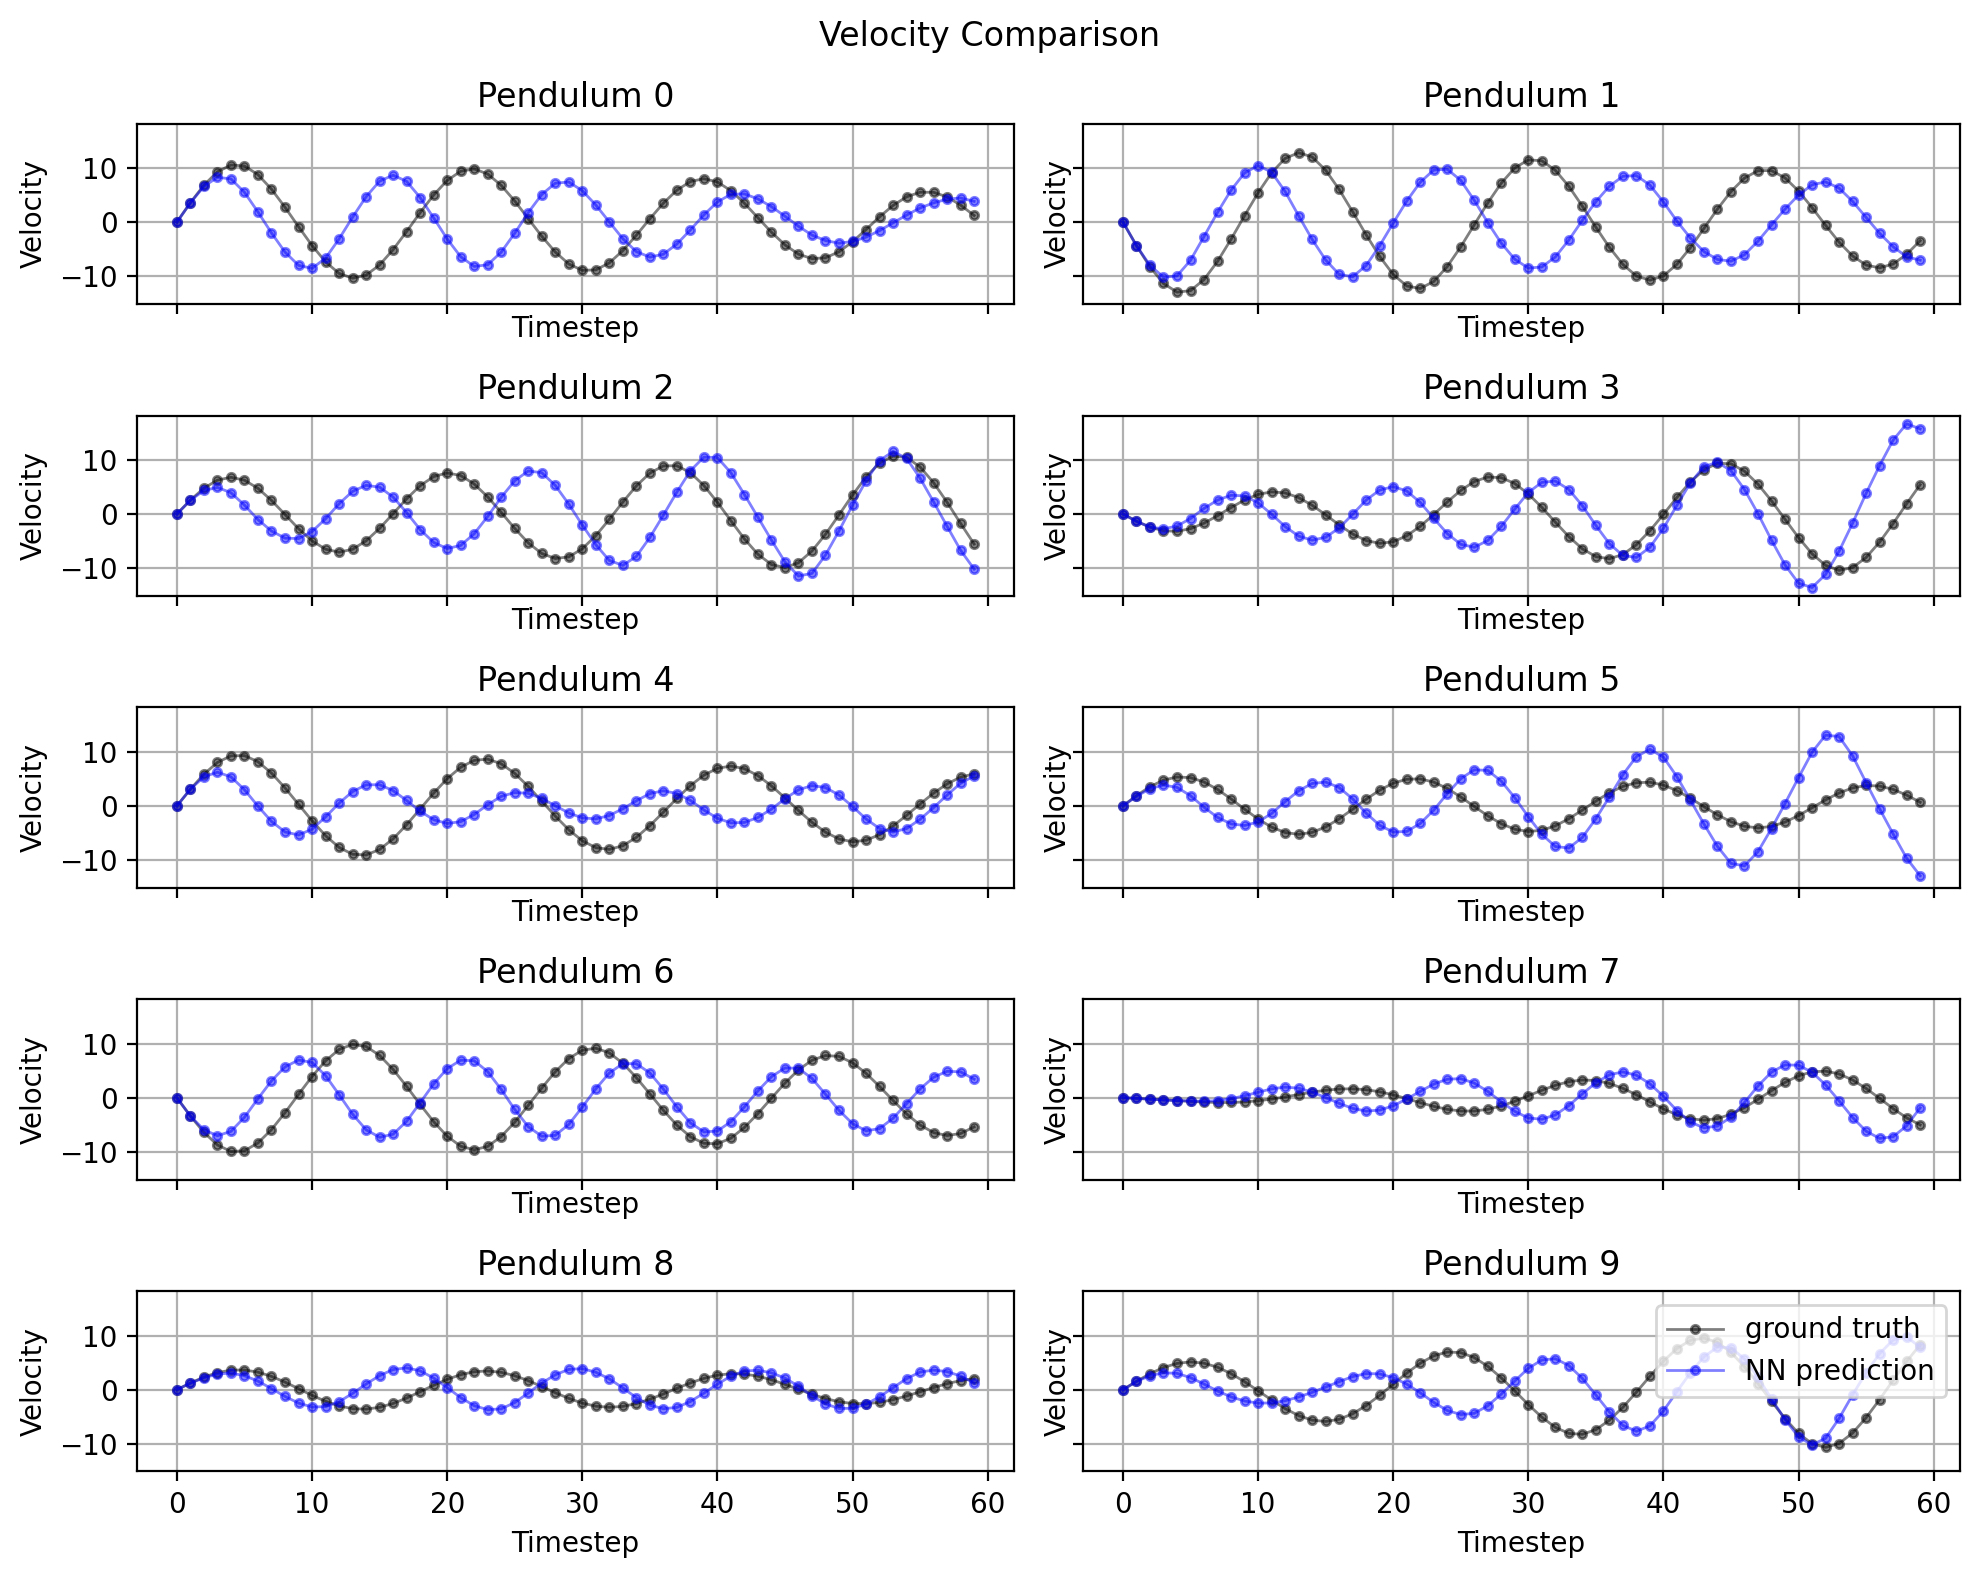 Velocity Comparison
Pendulum 0
Pendulum 1
Velocity
10
0
−10
Timestep
Velocity
Timestep
Pendulum 2
Pendulum 3
Velocity
10
0
−10
Timestep
Velocity
Timestep
Pendulum 4
Pendulum 5
Velocity
10
0
−10
Timestep
Velocity
Timestep
Pendulum 6
Pendulum 7
Velocity
10
0
−10
Timestep
Velocity
Timestep
Pendulum 8
Pendulum 9
Velocity
10
0
−10
0 10 20 30 40 50 60
Timestep
Velocity
ground truth
NN prediction
0 10 20 30 40 50 60
Timestep